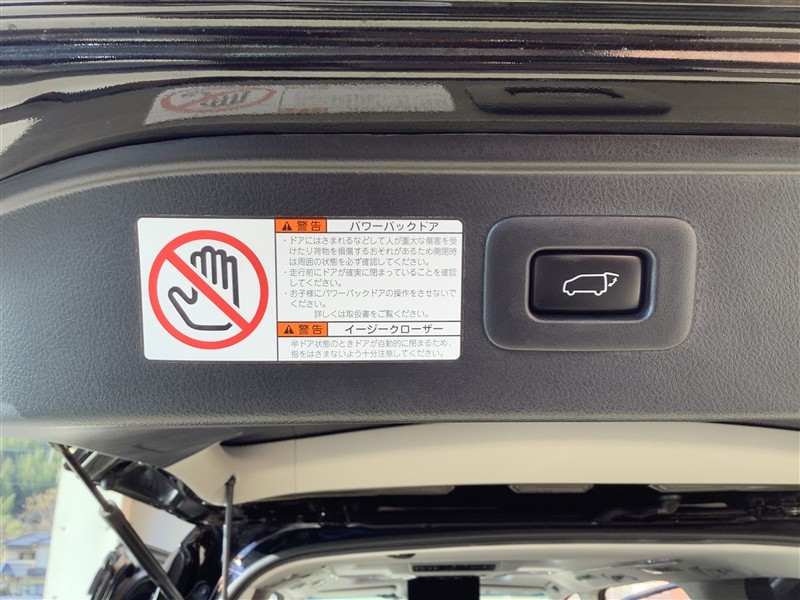 警告 パワーバックドア
・ドアにはさまれるなどして人が重大な傷害を受
けたり荷物を損傷するおそれがあるため開閉時
は周囲の状態を必ず確認してください。
・走行前にドアが確実に閉まっていることを確認
してください。
・お子様にパワーバックドアの操作をさせないで
ください。
詳しくは取扱書をご覧ください。
警告 イージークローザー
半ドア状態のときドアが自動的に閉まるため、
指をはさまないよう十分注意してください。